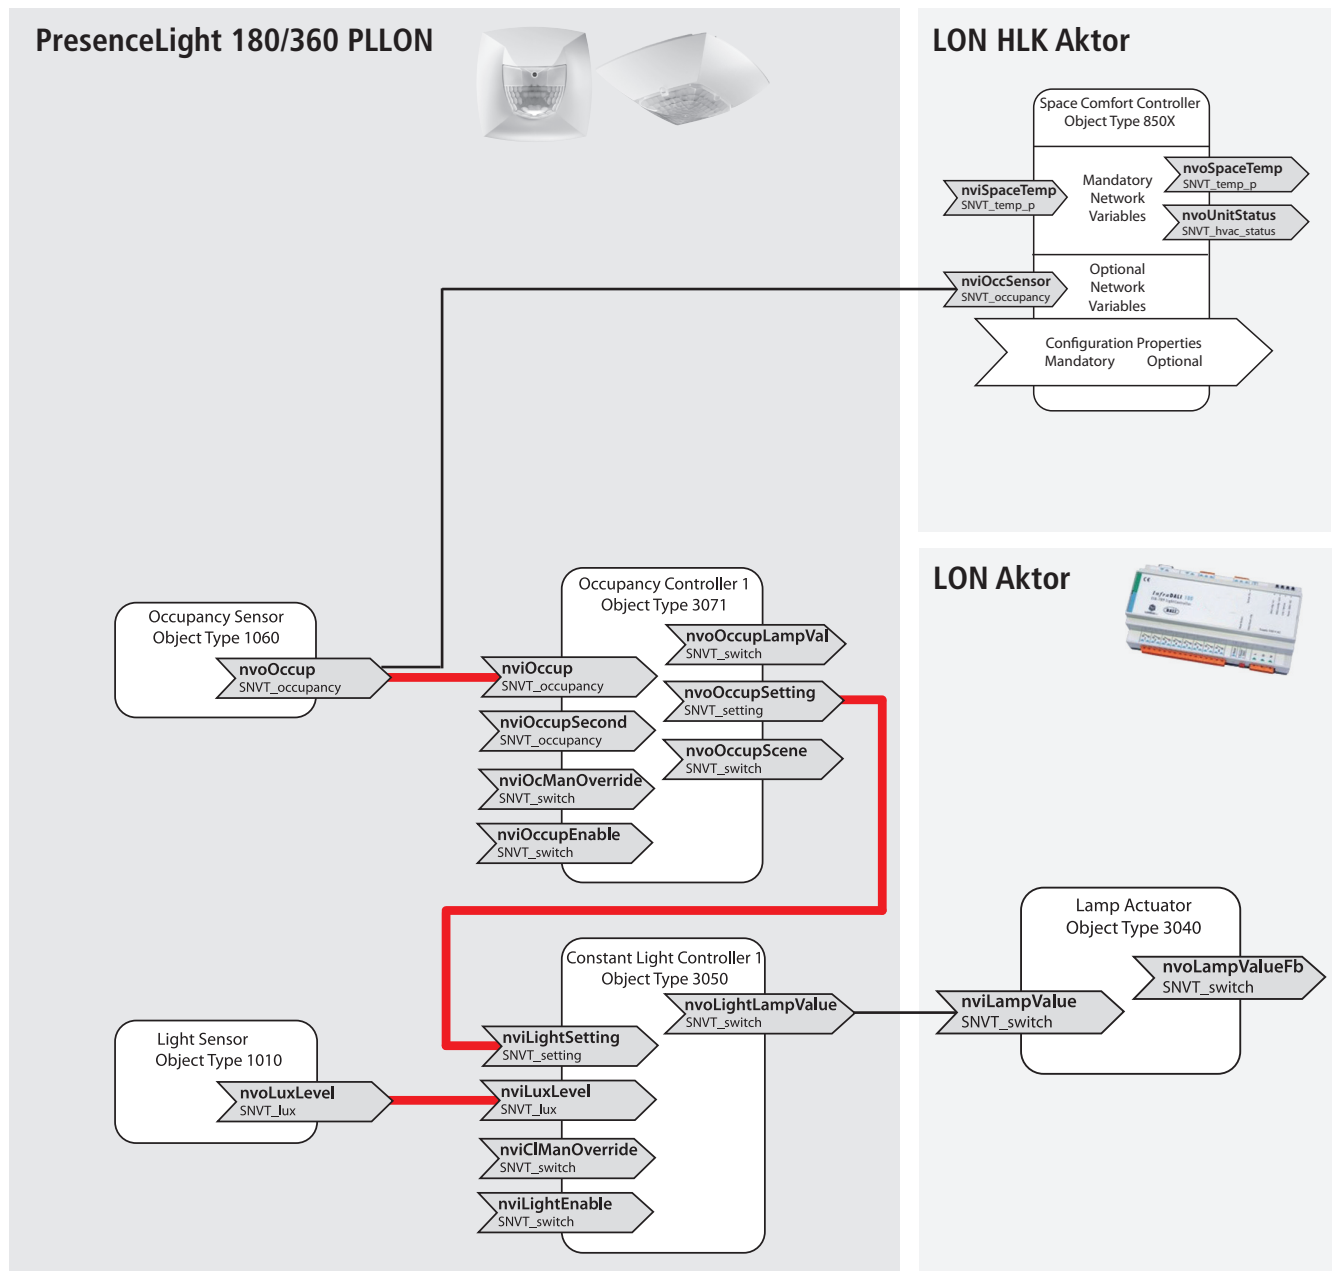 PresenceLight 180/360 PLLON
LON HLK Aktor
Space Comfort Controller
Object Type 850X
Mandatory
Network
Variables
nviSpaceTemp
SNVT_temp_p
nvoSpaceTemp
SNVT_temp_p
nvoUnitStatus
SNVT_hvac_status
Optional
Network
Variables
nviOccSensor
SNVT_occupancy
Configuration Properties
Mandatory Optional
Occupancy Sensor
Object Type 1060
nvoOccup
SNVT_occupancy
Occupancy Controller 1
Object Type 3071
nvoOccupLampVal
SNVT_switch
nviOccup
SNVT_occupancy
nvoOccupSetting
SNVT_setting
nviOccupSecond
SNVT_occupancy
nvoOccupScene
SNVT_switch
nviOcManOverride
SNVT_switch
nviOccupEnable
SNVT_switch
LON Aktor
InfraDALI
DALI
Lamp Actuator
Object Type 3040
nvoLampValueFb
SNVT_switch
nviLampValue
SNVT_switch
Constant Light Controller 1
Object Type 3050
nvoLightLampValue
SNVT_switch
nviLightSetting
SNVT_setting
Light Sensor
Object Type 1010
nvoLuxLevel
SNVT_lux
nviLuxLevel
SNVT_lux
nviClManOverride
SNVT_switch
nviLightEnable
SNVT_switch